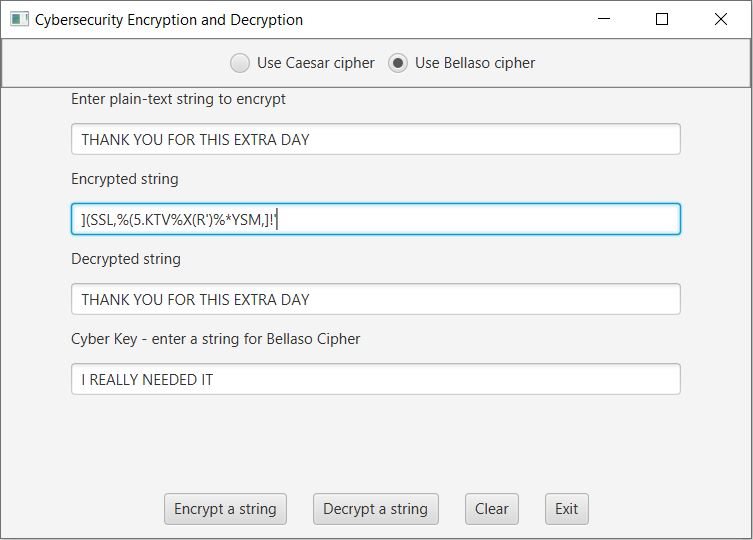 Cybersecurity Encryption and Decryption
Use Caesar cipher Use Bellaso cipher
Enter plain-text string to encrypt
THANK YOU FOR THIS EXTRA DAY
Encrypted string
](SSL,%(5.KTV%X(R')%*YSM,]!'
Decrypted string
THANK YOU FOR THIS EXTRA DAY
Cyber Key - enter a string for Bellaso Cipher
I REALLY NEEDED IT
Encrypt a string Decrypt a string Clear Exit